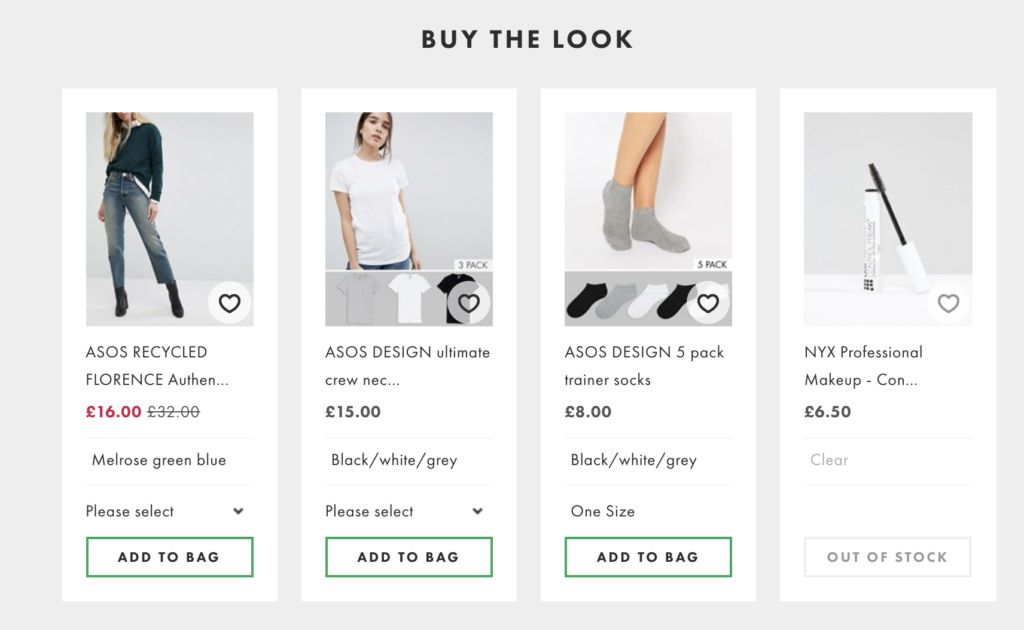 BUY THE LOOK
3 PACK
5 PACK
ASOS RECYCLED
FLORENCE Authen...
£16.00 £32.00
Melrose green blue
Please select
ADD TO BAG
ASOS DESIGN ultimate
crew nec...
£15.00
Black/white/grey
Please select
ADD TO BAG
ASOS DESIGN 5 pack
trainer socks
£8.00
Black/white/grey
One Size
ADD TO BAG
NYX Professional
Makeup - Con...
£6.50
Clear
OUT OF STOCK